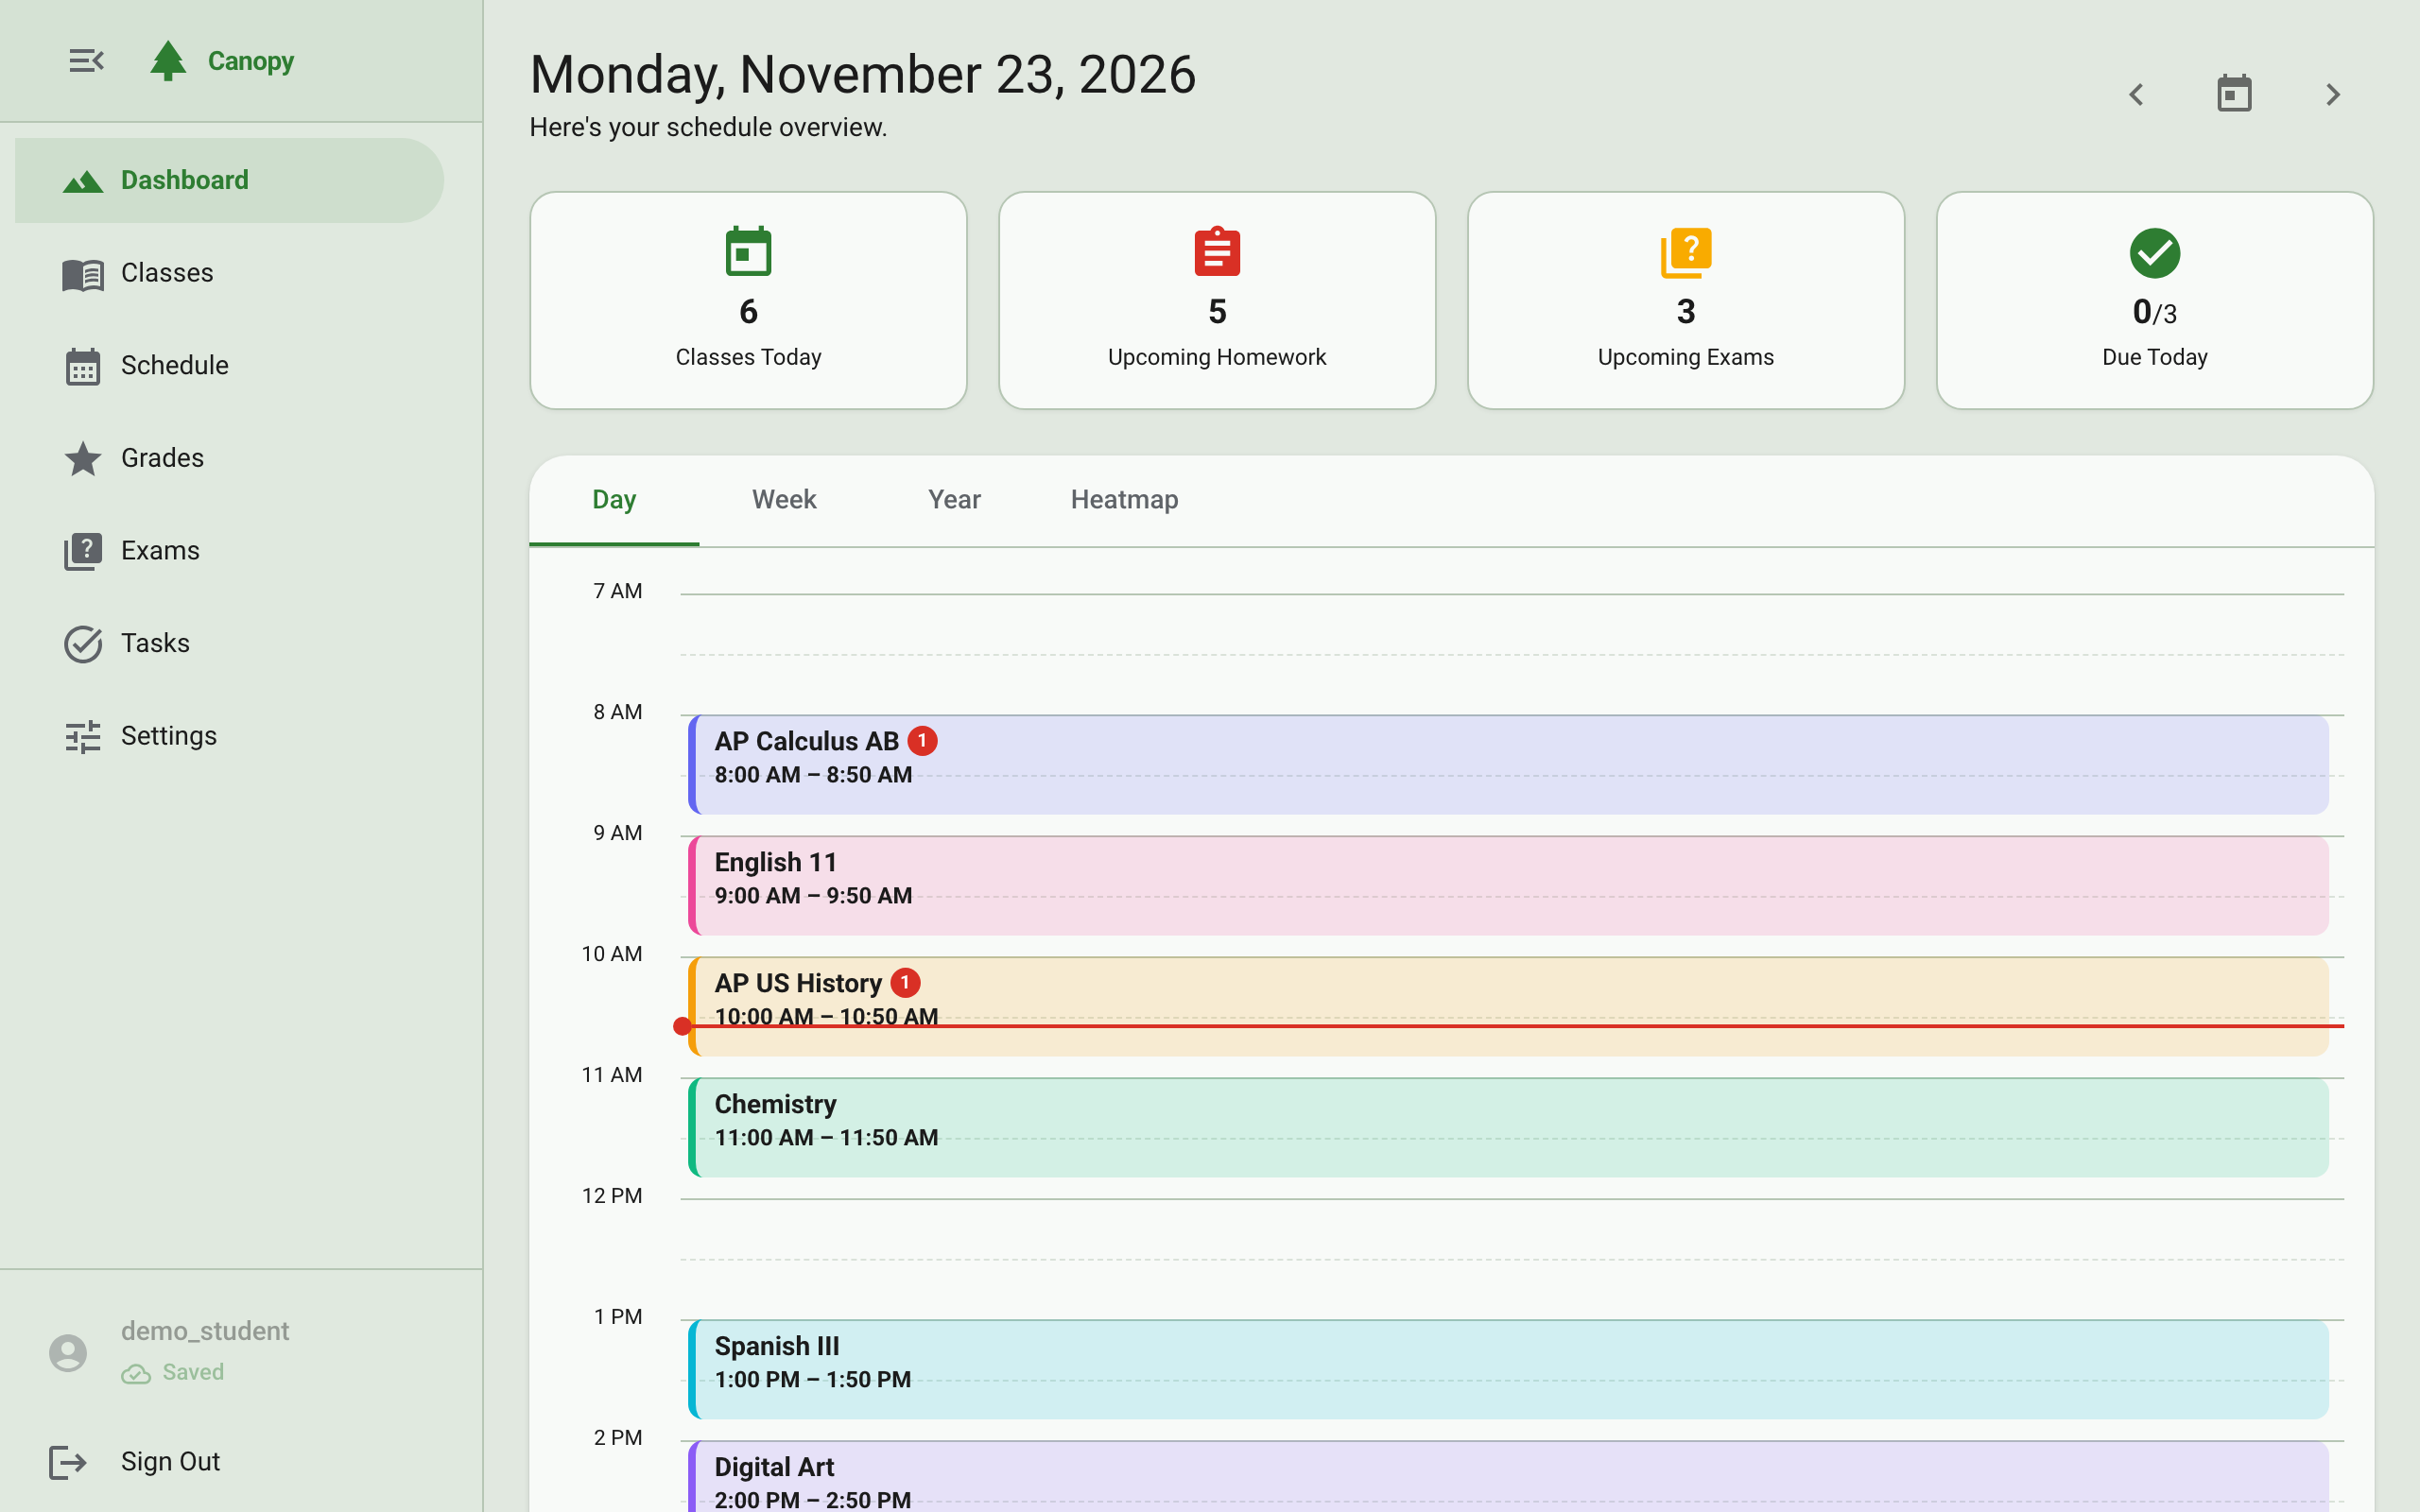 Canopy
Dashboard
Classes
Schedule
Grades
Exams
Tasks
Settings
demo_student
Saved
Sign Out
Monday, November 23, 2026
Here's your schedule overview.
6
Classes Today
5
Upcoming Homework
?
3
Upcoming Exams
0/3
Due Today
Day Week Year Heatmap
7 AM
8 AM
AP Calculus AB 1
8:00 AM – 8:50 AM
9 AM
English 11
9:00 AM – 9:50 AM
10 AM
AP US History 1
10:00 AM – 10:50 AM
11 AM
Chemistry
11:00 AM – 11:50 AM
12 PM
1 PM
Spanish III
1:00 PM – 1:50 PM
2 PM
Digital Art
2:00 PM – 2:50 PM